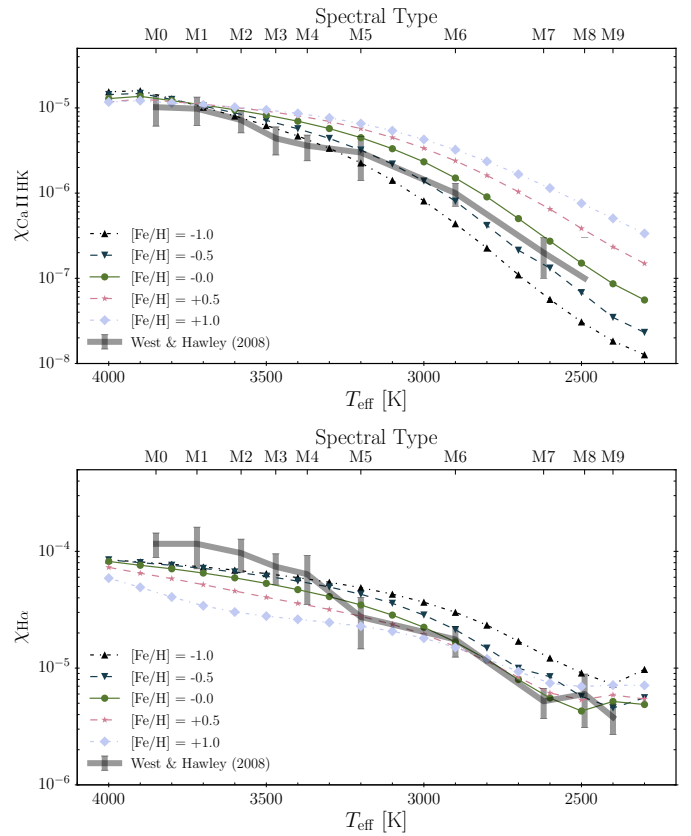 Spectral Type
M0 M1 M2 M3 M4 M5 M6 M7 M8 M9
10⁻⁵
10⁻⁶
10⁻⁷
10⁻⁸
χCa II HK
[Fe/H] = -1.0
[Fe/H] = -0.5
[Fe/H] = -0.0
[Fe/H] = +0.5
[Fe/H] = +1.0
West & Hawley (2008)
4000 3500 3000 2500
Teff [K]
Spectral Type
M0 M1 M2 M3 M4 M5 M6 M7 M8 M9
10⁻⁴
10⁻⁵
10⁻⁶
χHα
[Fe/H] = -1.0
[Fe/H] = -0.5
[Fe/H] = -0.0
[Fe/H] = +0.5
[Fe/H] = +1.0
West & Hawley (2008)
4000 3500 3000 2500
Teff [K]